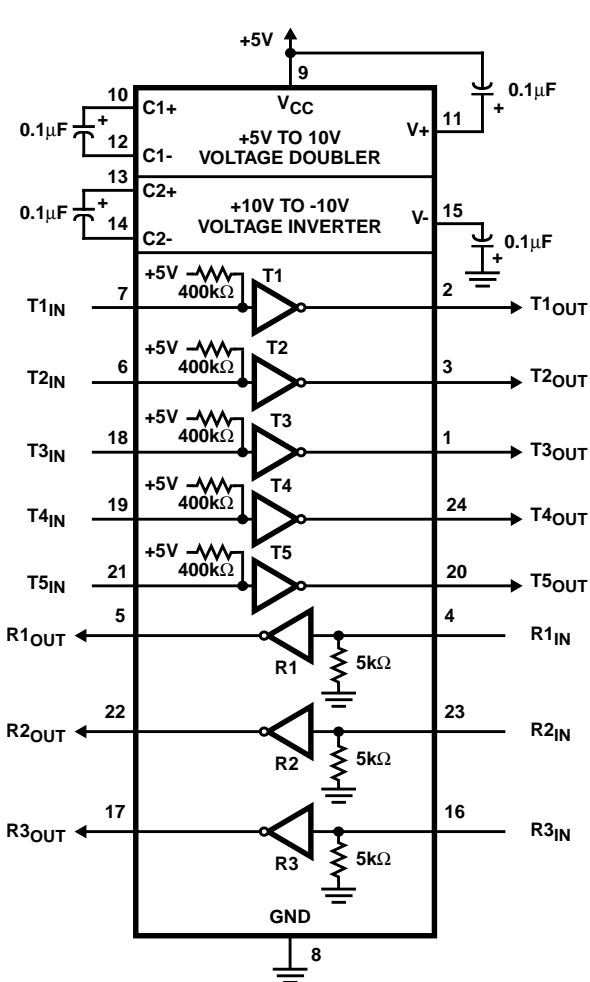 +5V
9
0.1μF
+
10
C1+
VCC
11
V+
0.1μF
+
12
C1-
+5V TO 10V
VOLTAGE DOUBLER
13
C2+
+10V TO -10V
VOLTAGE INVERTER
V-
15
0.1μF
+
14
C2-
0.1μF
+
+5V
400kΩ
T1
T1IN
7
2
T1OUT
+5V
400kΩ
T2
T2IN
6
3
T2OUT
+5V
400kΩ
T3
T3IN
18
1
T3OUT
+5V
400kΩ
T4
T4IN
19
24
T4OUT
+5V
400kΩ
T5
T5IN
21
20
T5OUT
R1OUT
5
4
R1IN
R1
5kΩ
R2OUT
22
23
R2IN
R2
5kΩ
R3OUT
17
16
R3IN
R3
5kΩ
GND
8